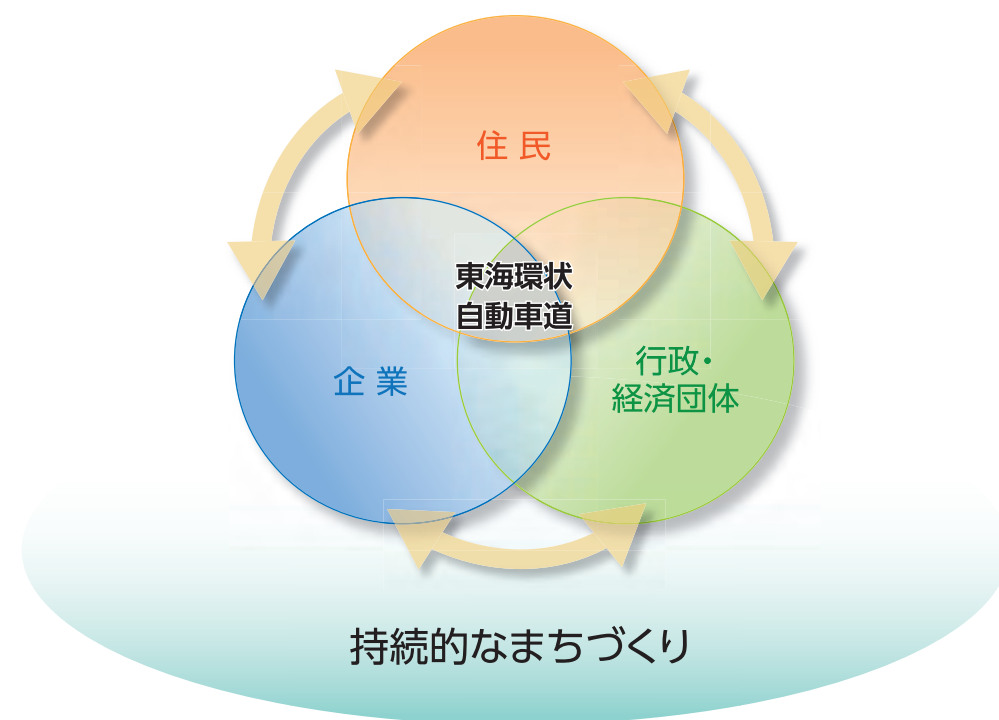 住民
東海環状
自動車道
企業
行政・
経済団体
持続的なまちづくり